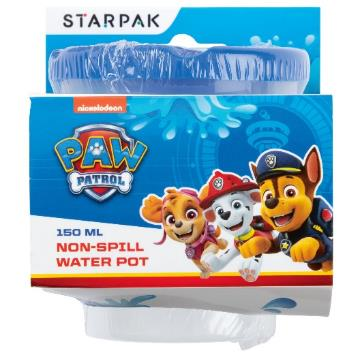 STARPAK
nickelodeon
PAW
PATROL
150 ML
NON-SPILL
WATER POT